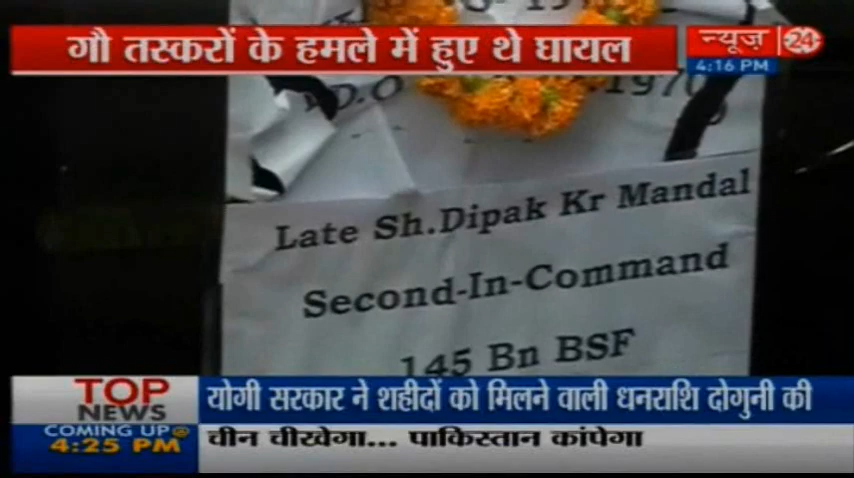 गौ तस्करों के हमले में हुए थे घायल
न्यूज़ 24
4:16 PM
Late Sh.Dipak Kr Mandal
Second-In-Command
145 Bn BSF
TOP NEWS
COMING UP@
4:25 PM
योगी सरकार ने शहीदों को मिलने वाली धनराशि दोगुनी की
चीन चीखेगा... पाकिस्तान कांपेगा